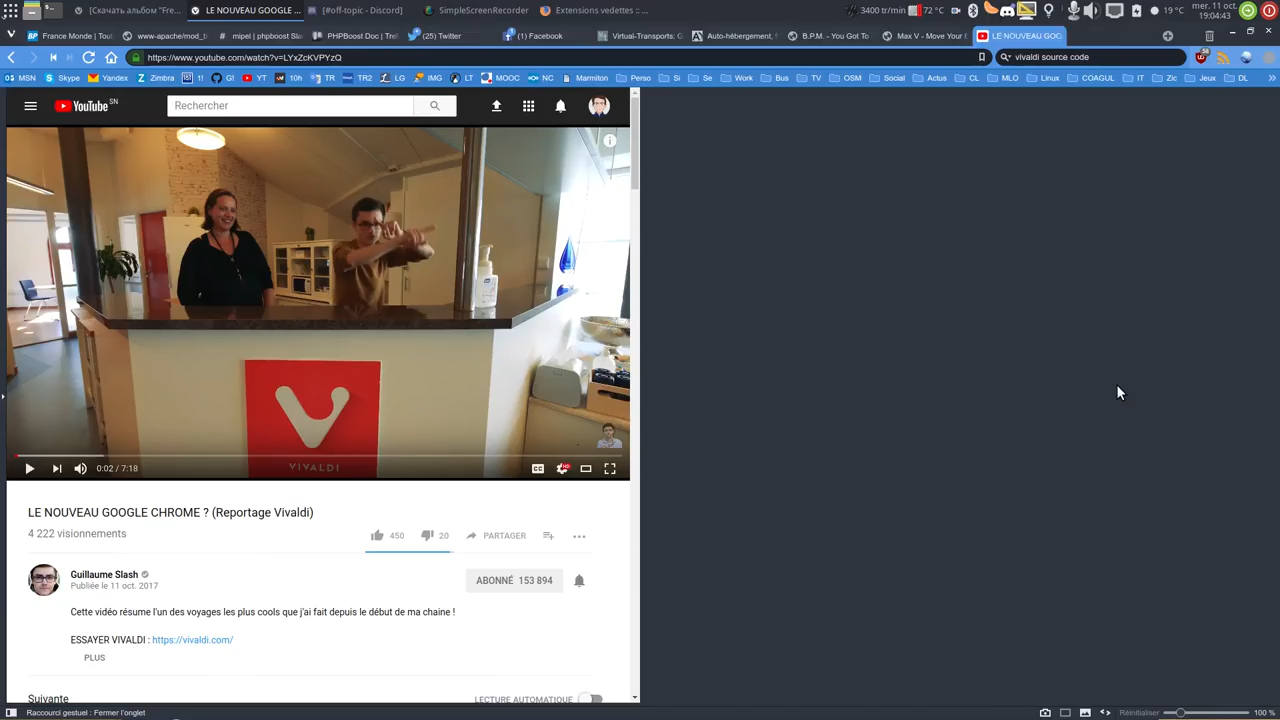 [Скачать альбом "Fre...
LE NOUVEAU GOOGLE ...
[#off-topic - Discord]
SimpleScreenRecorder
Extensions vedettes :: ...
3400 tr/min
72 °C
19 °C
mer. 11 oct.
19:04:43
France Monde | Tout
www-apache/mod_b
mipel | phpboost Sla
PHPBoost Doc | Trel
(25) Twitter
(1) Facebook
Virtual-Transports: G
Auto-hébergement,
B.P.M. - You Got To
Max V - Move Your
LE NOUVEAU GOO
https://www.youtube.com/watch?v=LYxZcKVPYzQ
vivaldi source code
58
MSN
Skype
Yandex
Zimbra
1!
G!
YT
TR
TR2
LG
IMG
LT
MOOC
NC
Marmiton
Perso
Si
Se
Work
Bus
TV
OSM
Social
Actus
CL
MLO
Linux
COAGUL
IT
Zic
Jeux
DL
YouTube SN
Rechercher
VIVALDI
0:02 / 7:18
CC
HD
LE NOUVEAU GOOGLE CHROME ? (Reportage Vivaldi)
4 222 visionnements
450
20
PARTAGER
Guillaume Slash
Publiée le 11 oct. 2017
ABONNÉ 153 894
Cette vidéo résume l'un des voyages les plus cools que j'ai fait depuis le début de ma chaine !
ESSAYER VIVALDI : https://vivaldi.com/
PLUS
Suivante
LECTURE AUTOMATIQUE
Raccourci gestuel : Fermer l'onglet
Réinitialiser
100 %